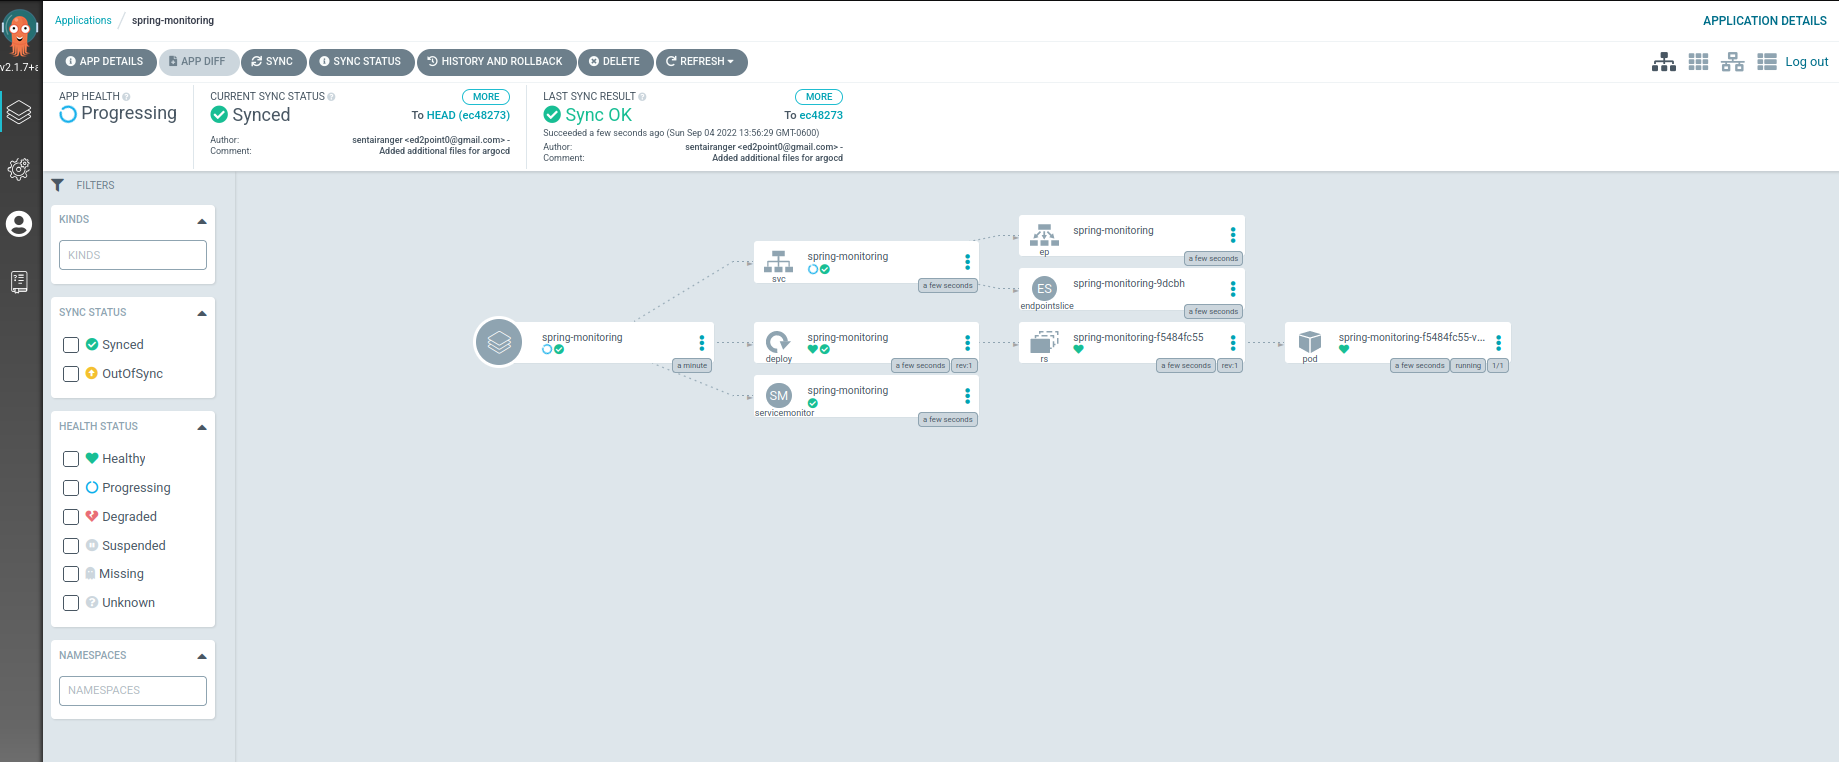 Applications / spring-monitoring
APPLICATION DETAILS
v2.1.7+a
APP DETAILS
APP DIFF
SYNC
SYNC STATUS
HISTORY AND ROLLBACK
DELETE
REFRESH
Log out
APP HEALTH
Progressing
CURRENT SYNC STATUS
MORE
Synced
To HEAD (ec48273)
Author: sentairanger <ed2point0@gmail.com> -
Comment: Added additional files for argocd
LAST SYNC RESULT
MORE
Sync OK
To ec48273
Succeeded a few seconds ago (Sun Sep 04 2022 13:56:29 GMT-0600)
Author: sentairanger <ed2point0@gmail.com> -
Comment: Added additional files for argocd
FILTERS
KINDS
KINDS
SYNC STATUS
Synced
OutOfSync
HEALTH STATUS
Healthy
Progressing
Degraded
Suspended
Missing
Unknown
NAMESPACES
NAMESPACES
spring-monitoring
a minute
spring-monitoring
svc
a few seconds
spring-monitoring
deploy
a few seconds
rev:1
SM
spring-monitoring
servicemonitor
a few seconds
spring-monitoring
ep
a few seconds
ES
spring-monitoring-9dcbh
endpointslice
a few seconds
spring-monitoring-f5484fc55
rs
a few seconds
rev:1
spring-monitoring-f5484fc55-v...
pod
a few seconds
running
1/1